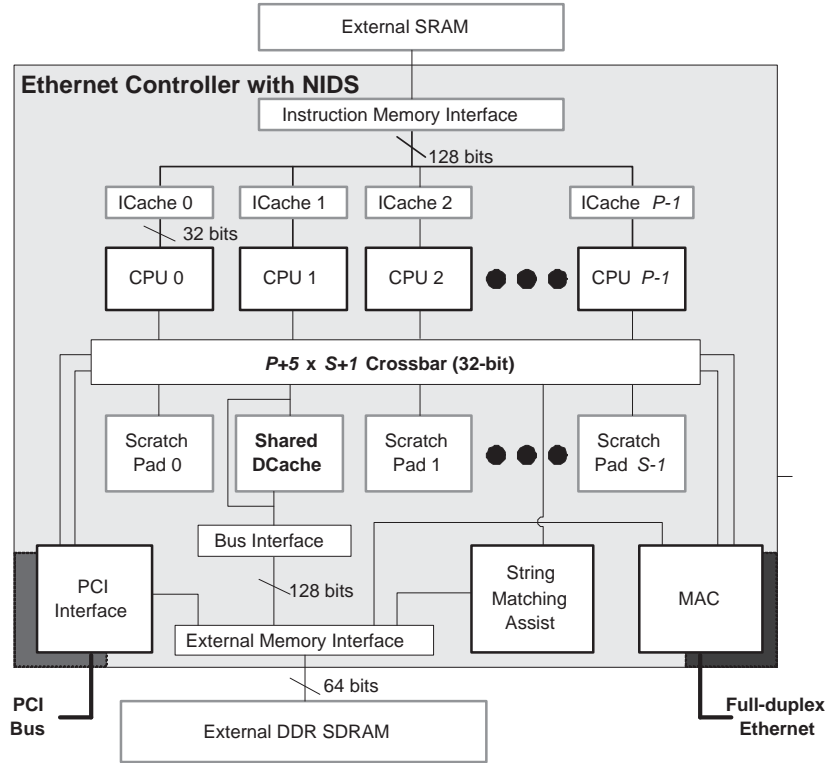 External SRAM
Ethernet Controller with NIDS
Instruction Memory Interface
128 bits
ICache 0
ICache 1
ICache 2
ICache P-1
32 bits
CPU 0
CPU 1
CPU 2
CPU P-1
P+5 x S+1 Crossbar (32-bit)
Scratch
Pad 0
Shared
DCache
Scratch
Pad 1
Scratch
Pad S-1
Bus Interface
PCI
Interface
128 bits
String
Matching
Assist
MAC
External Memory Interface
64 bits
PCI
Bus
Full-duplex
Ethernet
External DDR SDRAM